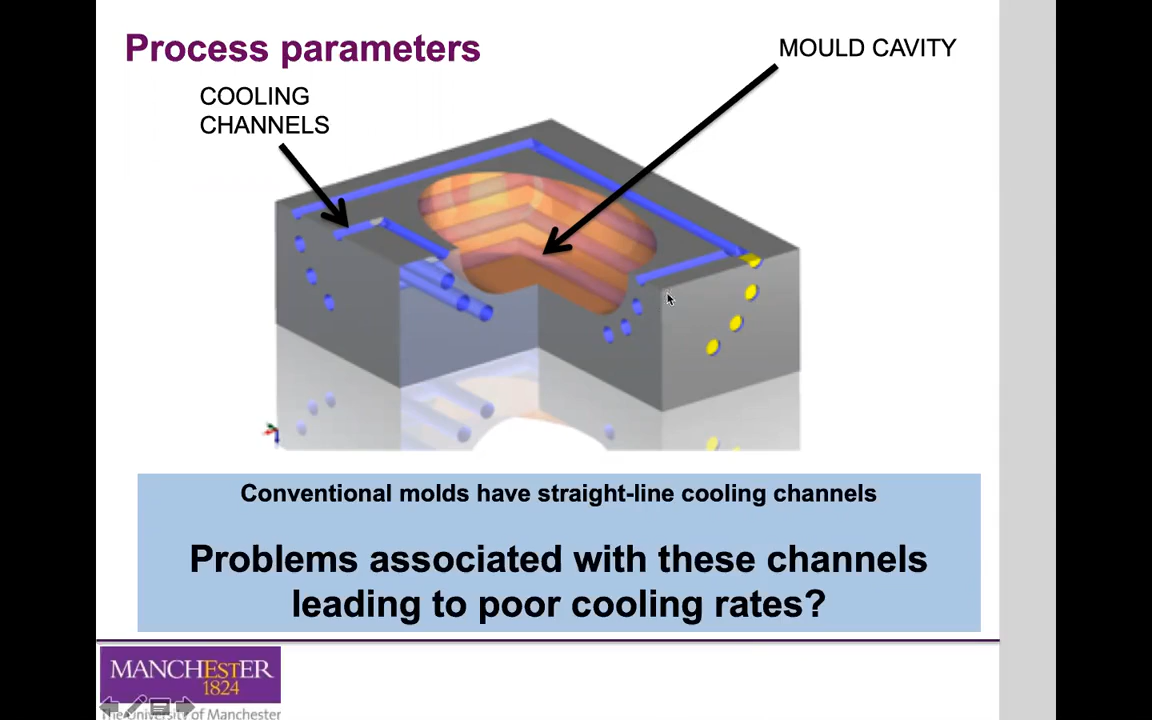 Process parameters
MOULD CAVITY
COOLING
CHANNELS
Conventional molds have straight-line cooling channels
Problems associated with these channels
leading to poor cooling rates?
MANCHESTER
1824
The University of Manchester